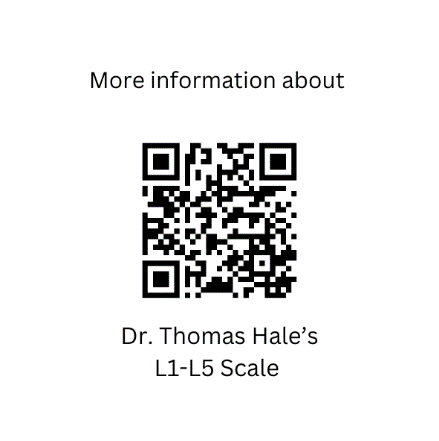 More information about
Dr. Thomas Hale’s
L1-L5 Scale